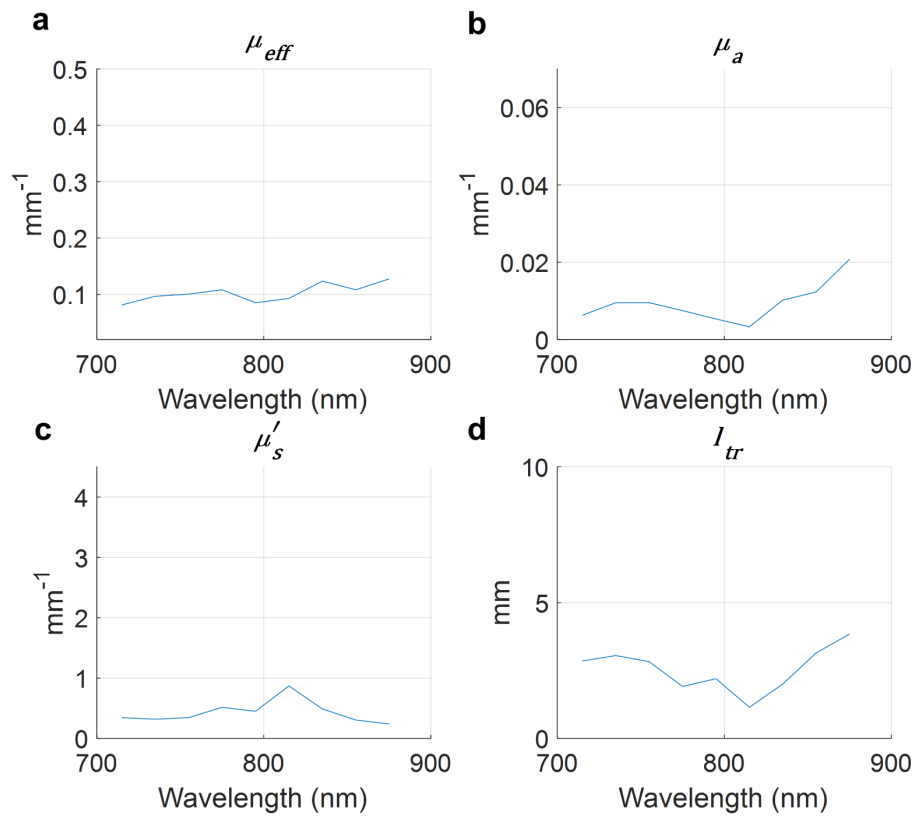 a
μeff
0.5
0.4
0.3
0.2
0.1
mm-1
700 800 900
Wavelength (nm)
b
μa
0.06
0.04
0.02
0
mm-1
700 800 900
Wavelength (nm)
c
μ′s
4
3
2
1
0
mm-1
700 800 900
Wavelength (nm)
d
ltr
10
5
0
mm
700 800 900
Wavelength (nm)